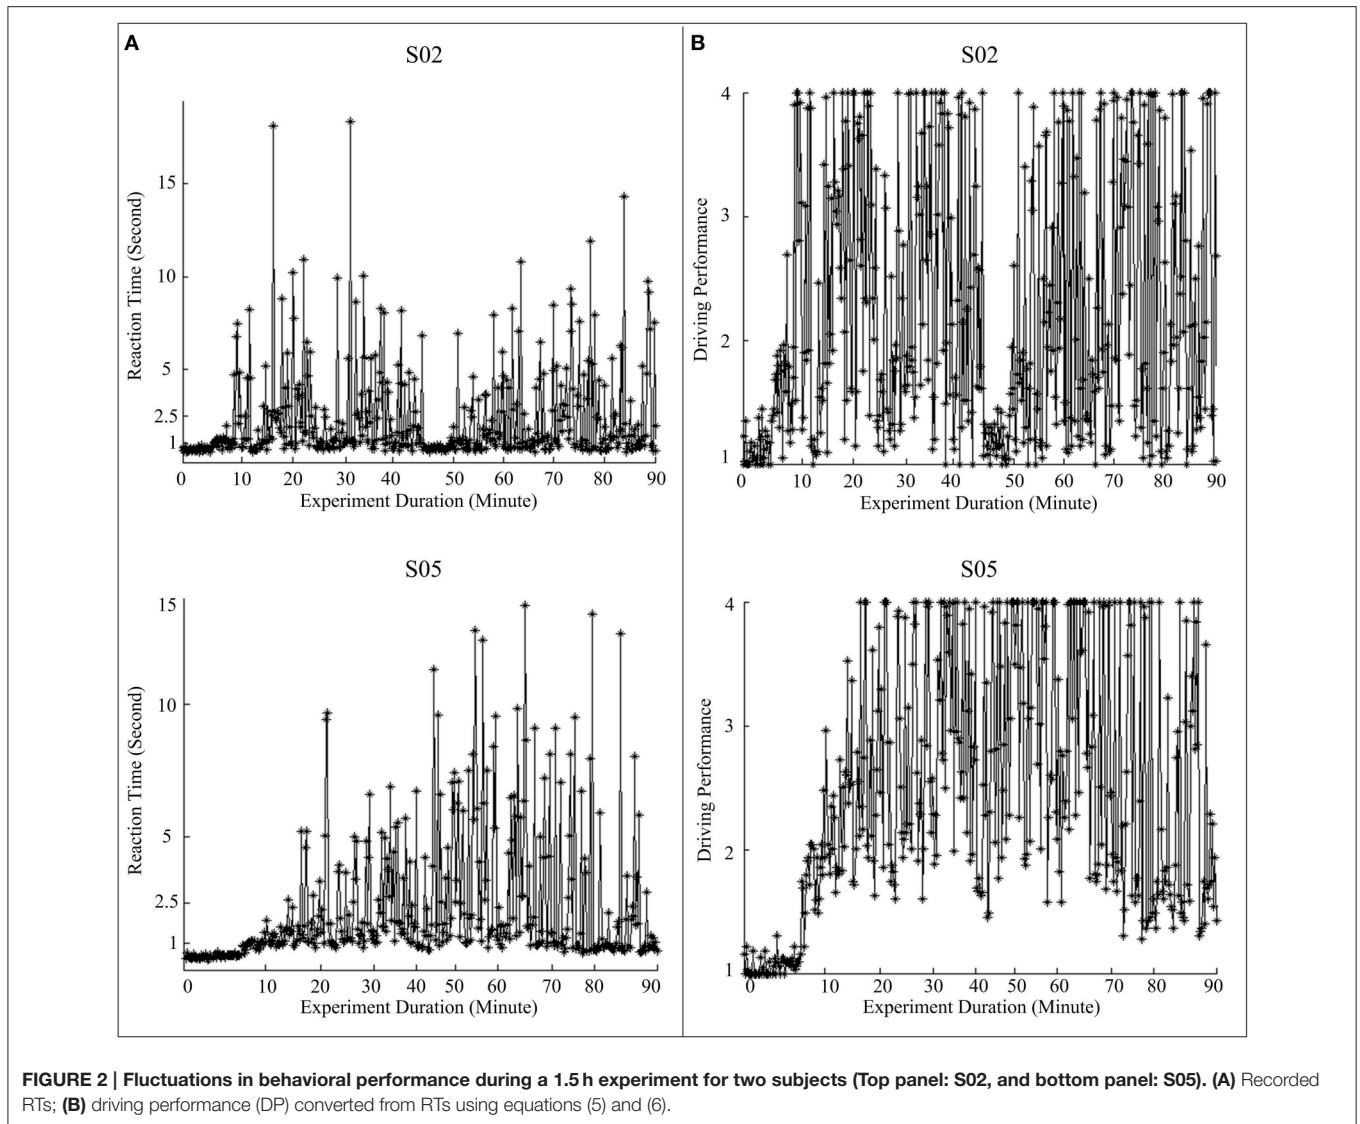 A
S02
Reaction Time (Second)
15
10
5
2.5
1
0 10 20 30 40 50 60 70 80 90
Experiment Duration (Minute)
B
S02
Driving Performance
4
3
2
1
0 10 20 30 40 50 60 70 80 90
Experiment Duration (Minute)
S05
Reaction Time (Second)
15
10
5
2.5
1
0 10 20 30 40 50 60 70 80 90
Experiment Duration (Minute)
S05
Driving Performance
4
3
2
1
0 10 20 30 40 50 60 70 80 90
Experiment Duration (Minute)
FIGURE 2 | Fluctuations in behavioral performance during a 1.5 h experiment for two subjects (Top panel: S02, and bottom panel: S05). (A) Recorded
RTs; (B) driving performance (DP) converted from RTs using equations (5) and (6).